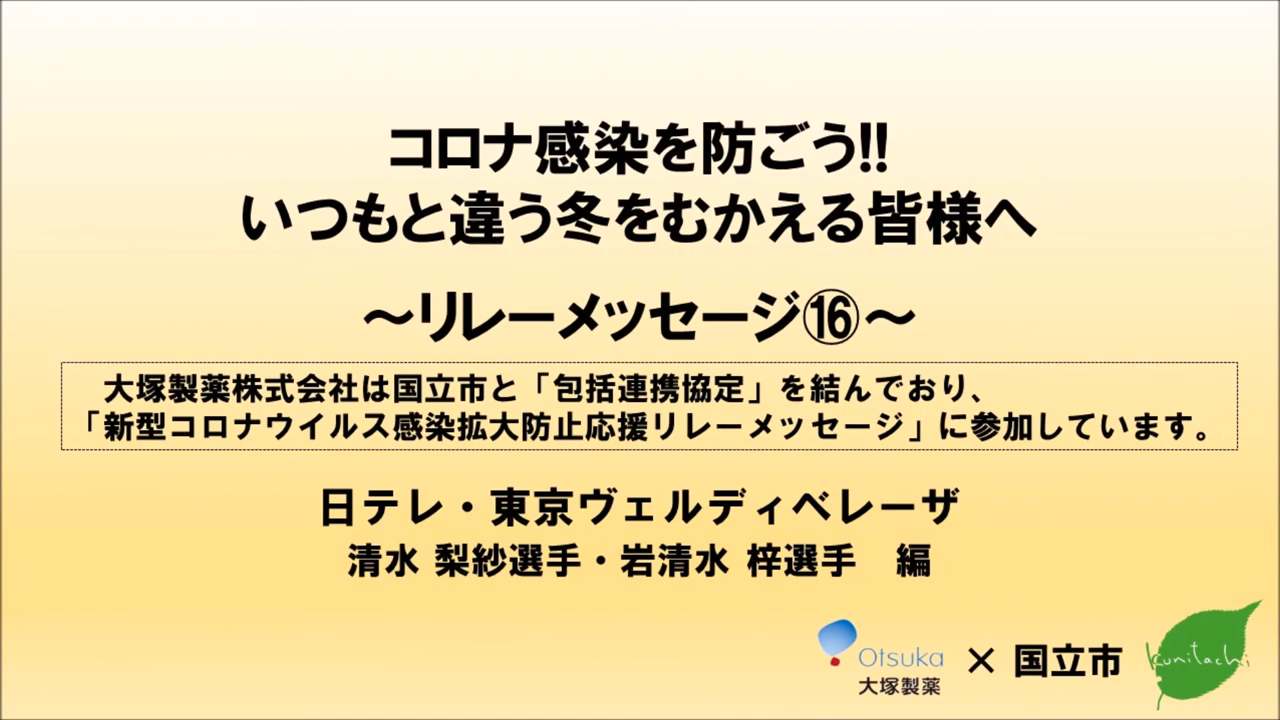 コロナ感染を防ごう!!
いつもと違う冬をむかえる皆様へ
～リレーメッセージ⑯～
大塚製薬株式会社は国立市と「包括連携協定」を結んでおり、
「新型コロナウイルス感染拡大防止応援リレーメッセージ」に参加しています。
日テレ・東京ヴェルディベレーザ
清水 梨紗選手・岩清水 梓選手　編
Otsuka
大塚製薬
× 国立市
kunitachi